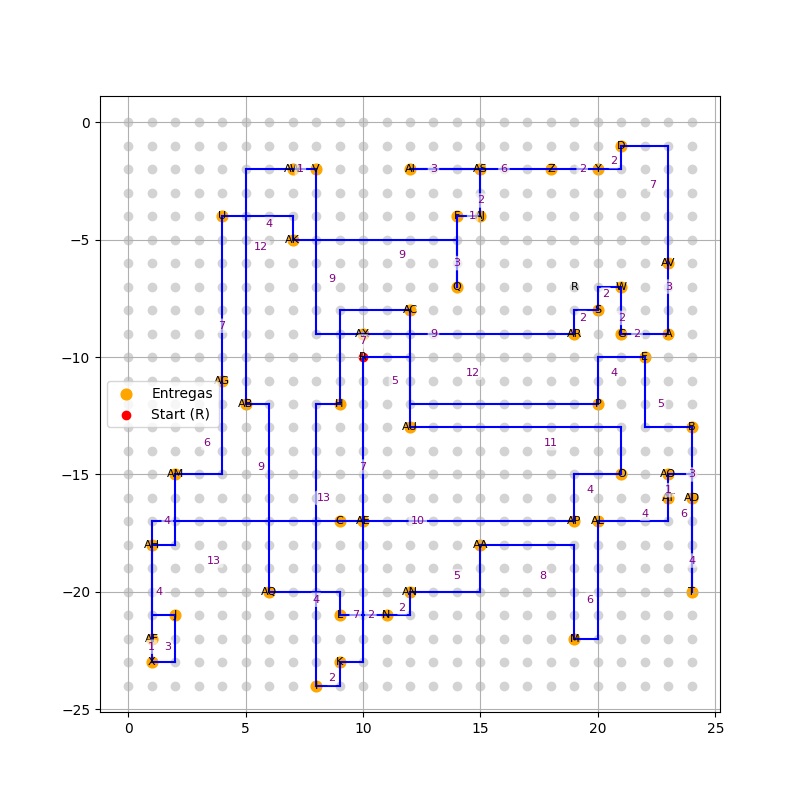 0
D
AI 3 AS 6 Z 2 Y 2
1 V
7
2
U 4 F 1
AK
12 9
3 AV
Q R W 3
9 2
AC S
7 AX 9 2 AR 2 G 2 A
7
−5
−10
5 12 4 E
AG
Entregas
Start (R)
AB H P 5
AU B
6 11
9 7 3
AM O
−15
13 4 1 AD
4 C AE 10 AP AL 4 6
AH AA
13 5 8 4
4 4 6
AQ AN T
−20
L 7 2 N 2
AF M
1 3
X K
2
−25
0 5 10 15 20 25